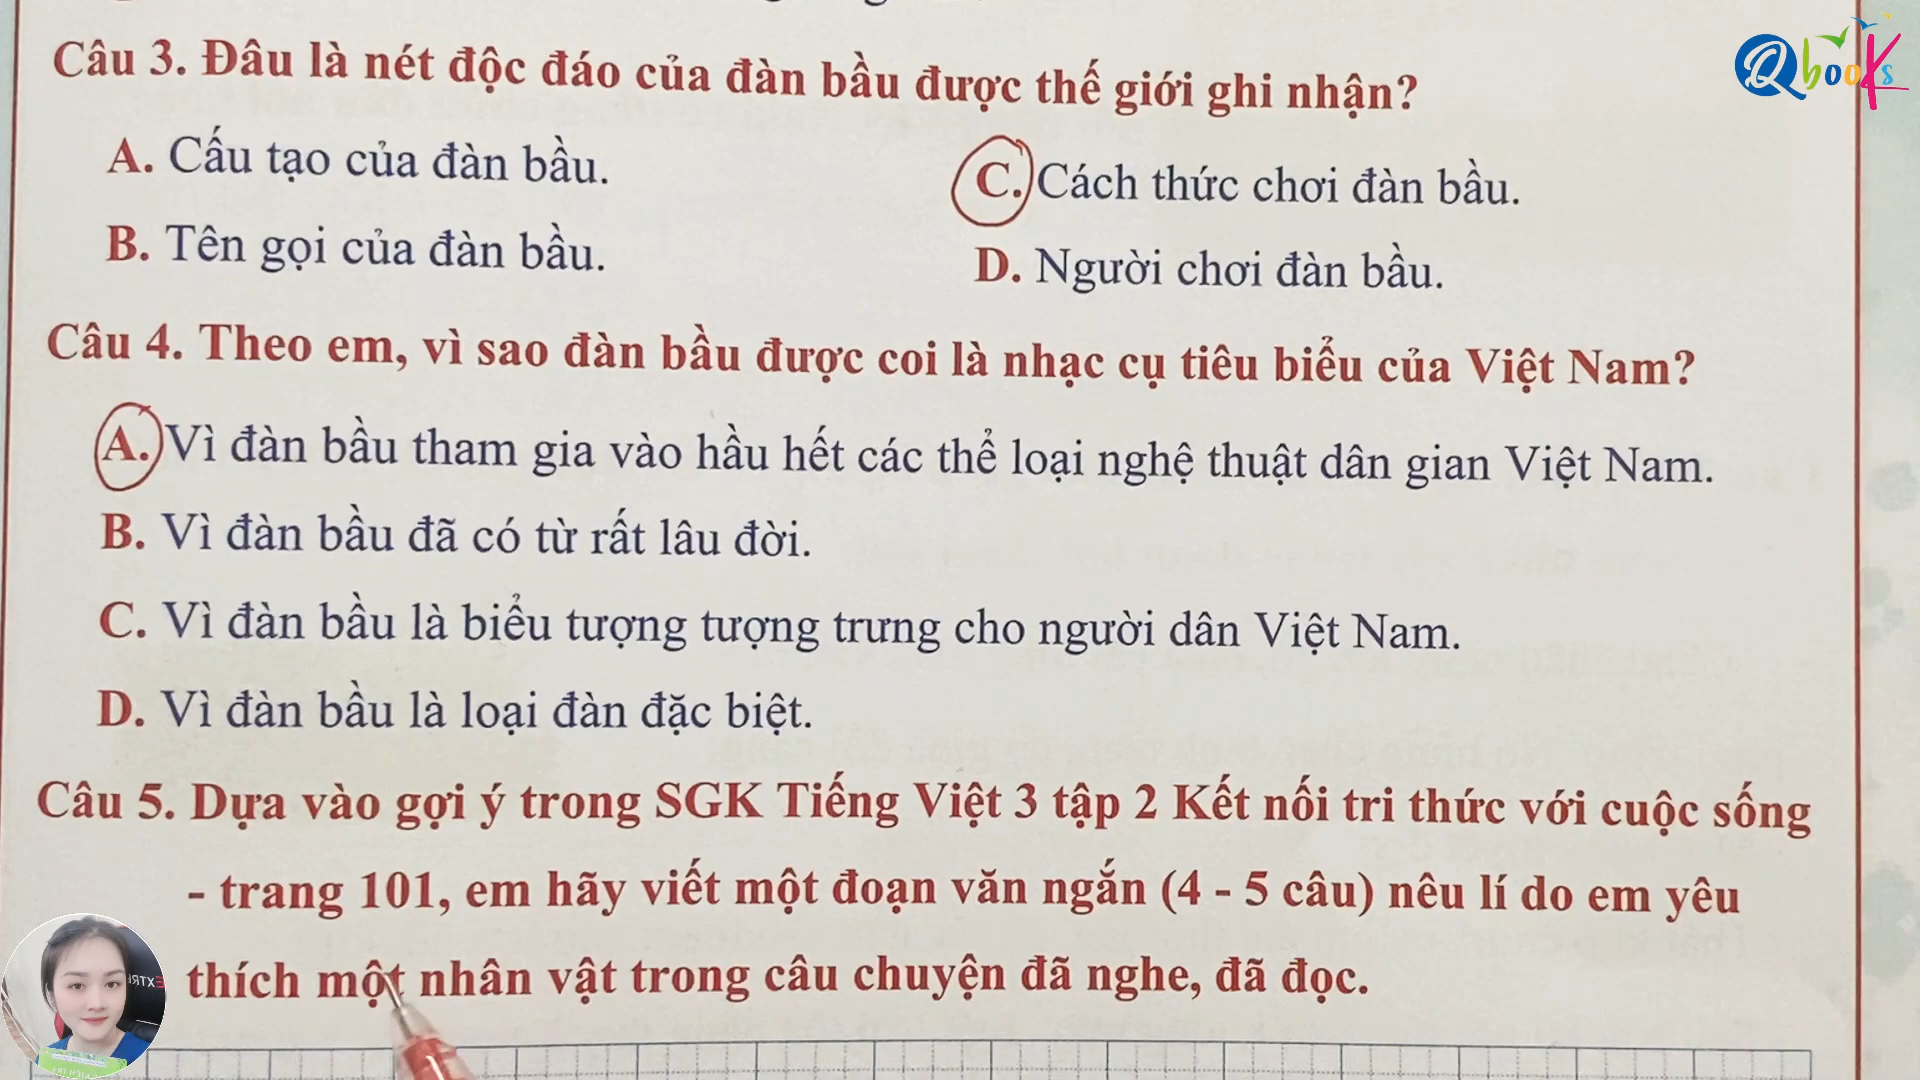 Qbooks
Câu 3. Đâu là nét độc đáo của đàn bầu được thế giới ghi nhận?
A. Cấu tạo của đàn bầu.
C. Cách thức chơi đàn bầu.
B. Tên gọi của đàn bầu.
D. Người chơi đàn bầu.
Câu 4. Theo em, vì sao đàn bầu được coi là nhạc cụ tiêu biểu của Việt Nam?
A. Vì đàn bầu tham gia vào hầu hết các thể loại nghệ thuật dân gian Việt Nam.
B. Vì đàn bầu đã có từ rất lâu đời.
C. Vì đàn bầu là biểu tượng tượng trưng cho người dân Việt Nam.
D. Vì đàn bầu là loại đàn đặc biệt.
Câu 5. Dựa vào gợi ý trong SGK Tiếng Việt 3 tập 2 Kết nối tri thức với cuộc sống
- trang 101, em hãy viết một đoạn văn ngắn (4 - 5 câu) nêu lí do em yêu
thích một nhân vật trong câu chuyện đã nghe, đã đọc.